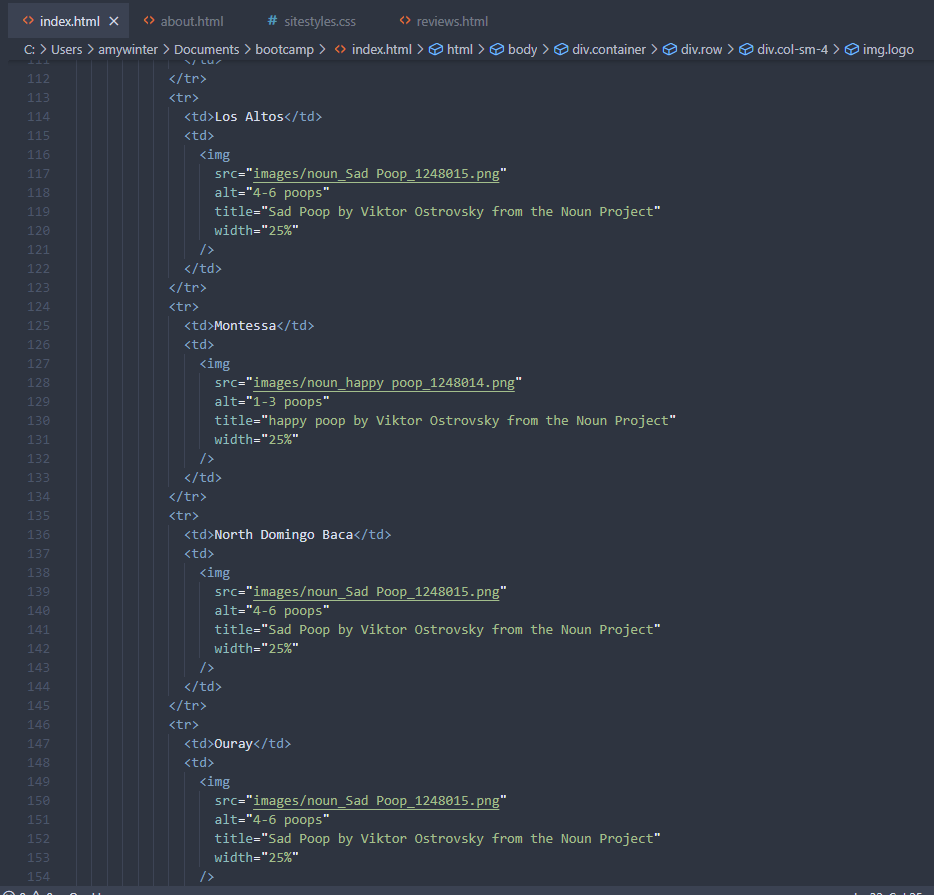 index.html about.html # sitestyles.css reviews.html
C: > Users > amywinter > Documents > bootcamp > index.html > html > body > div.container > div.row > div.col-sm-4 > img.logo
111 </td>
112 </tr>
113 <tr>
114 <td>Los Altos</td>
115 <td>
116 <img
117 src="images/noun_Sad Poop_1248015.png"
118 alt="4-6 poops"
119 title="Sad Poop by Viktor Ostrovsky from the Noun Project"
120 width="25%"
121 />
122 </td>
123 </tr>
124 <tr>
125 <td>Montessa</td>
126 <td>
127 <img
128 src="images/noun_happy poop_1248014.png"
129 alt="1-3 poops"
130 title="happy poop by Viktor Ostrovsky from the Noun Project"
131 width="25%"
132 />
133 </td>
134 </tr>
135 <tr>
136 <td>North Domingo Baca</td>
137 <td>
138 <img
139 src="images/noun_Sad Poop_1248015.png"
140 alt="4-6 poops"
141 title="Sad Poop by Viktor Ostrovsky from the Noun Project"
142 width="25%"
143 />
144 </td>
145 </tr>
146 <tr>
147 <td>Ouray</td>
148 <td>
149 <img
150 src="images/noun_Sad Poop_1248015.png"
151 alt="4-6 poops"
152 title="Sad Poop by Viktor Ostrovsky from the Noun Project"
153 width="25%"
154 />